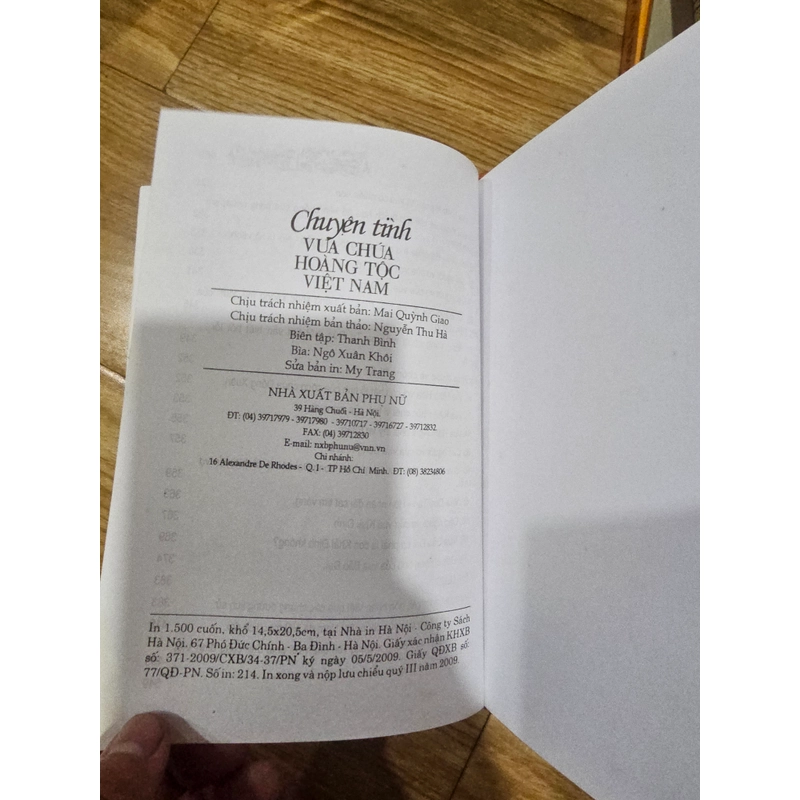 Chuyện tình
VUA CHÚA
HOÀNG TỘC
VIỆT NAM
Chịu trách nhiệm xuất bản: Mai Quỳnh Giao
Chịu trách nhiệm bản thảo: Nguyễn Thu Hà
Biên tập: Thanh Bình
Bìa: Ngô Xuân Khôi
Sửa bản in: My Trang
NHÀ XUẤT BẢN PHỤ NỮ
39 Hàng Chuối - Hà Nội.
ĐT: (04) 39717979 - 39717980 - 39710717 - 39716727 - 39712832.
FAX: (04) 39712830
E-mail: nxbphunu@vnn.vn
Chi nhánh:
16 Alexandre De Rhodes - Q. I - TP Hồ Chí Minh. ĐT: (08) 38234806
In 1.500 cuốn, khổ 14,5x20,5cm, tại Nhà in Hà Nội - Công ty Sách
Hà Nội. 67 Phó Đức Chính - Ba Đình - Hà Nội. Giấy xác nhận KHXB
số: 371-2009/CXB/34-37/PN ký ngày 05/5/2009. Giấy QĐXB số:
77/QĐ-PN. Số in: 214. In xong và nộp lưu chiểu quý III năm 2009.